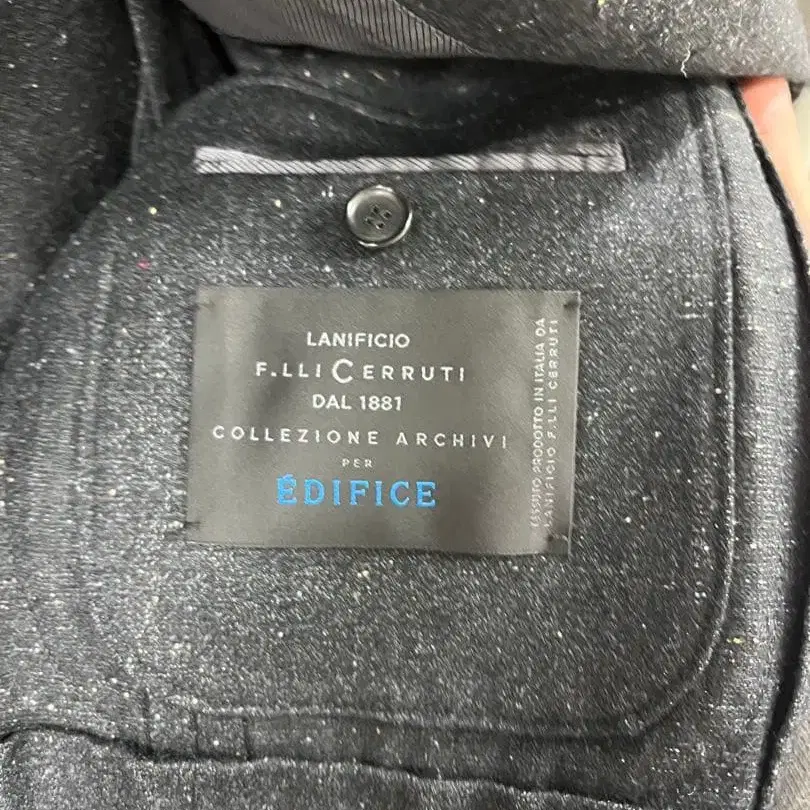 LANIFICIO
F.LLI CERRUTI
DAL 1881
COLLEZIONE ARCHIVI
PER
ÉDIFICE
TESSUTO PRODOTTO IN ITALIA DA
LANIFICIO F.LLI CERRUTI